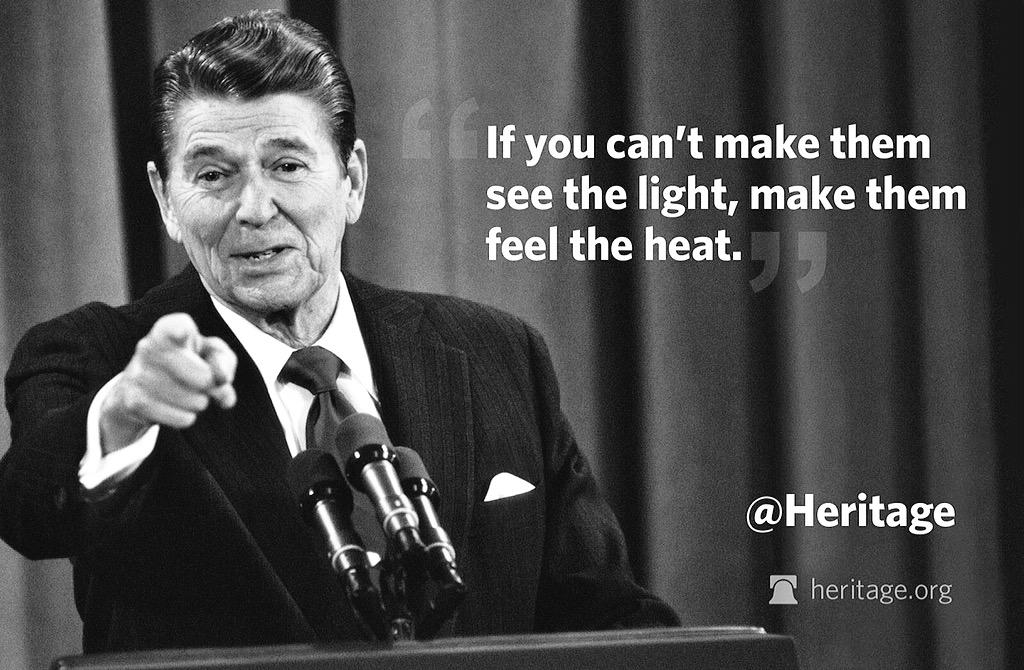 “If you can’t make them
see the light, make them
feel the heat.”
@Heritage
heritage.org